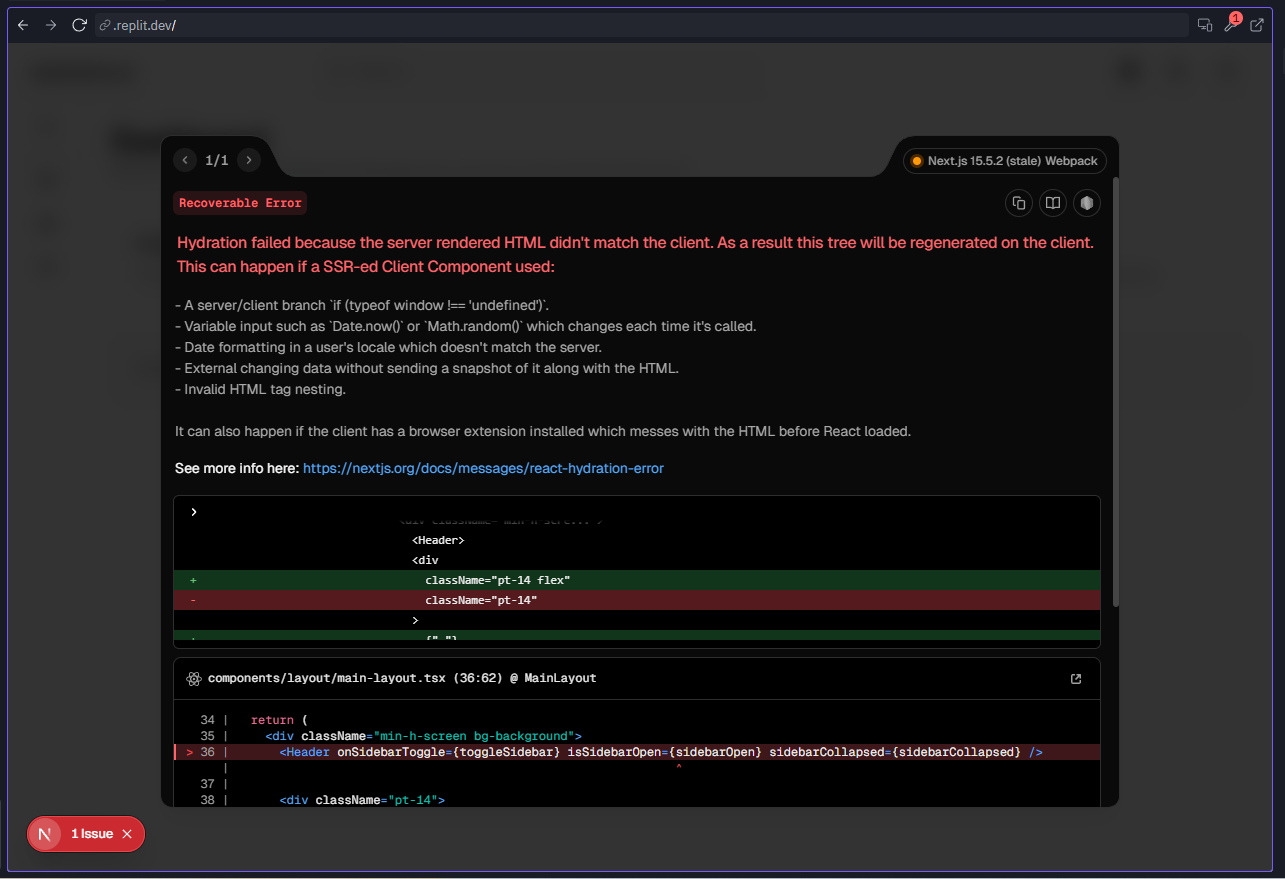 .replit.dev/
1
1/1
Next.js 15.5.2 (stale) Webpack
Recoverable Error
Hydration failed because the server rendered HTML didn't match the client. As a result this tree will be regenerated on the client.
This can happen if a SSR-ed Client Component used:
- A server/client branch `if (typeof window !== 'undefined')`.
- Variable input such as `Date.now()` or `Math.random()` which changes each time it's called.
- Date formatting in a user's locale which doesn't match the server.
- External changing data without sending a snapshot of it along with the HTML.
- Invalid HTML tag nesting.
It can also happen if the client has a browser extension installed which messes with the HTML before React loaded.
See more info here: https://nextjs.org/docs/messages/react-hydration-error
<Header>
<div
+ className="pt-14 flex"
- className="pt-14"
>
components/layout/main-layout.tsx (36:62) @ MainLayout
34 | return (
35 | <div className="min-h-screen bg-background">
> 36 | <Header onSidebarToggle={toggleSidebar} isSidebarOpen={sidebarOpen} sidebarCollapsed={sidebarCollapsed} />
| ^
37 |
38 | <div className="pt-14">
N 1 Issue